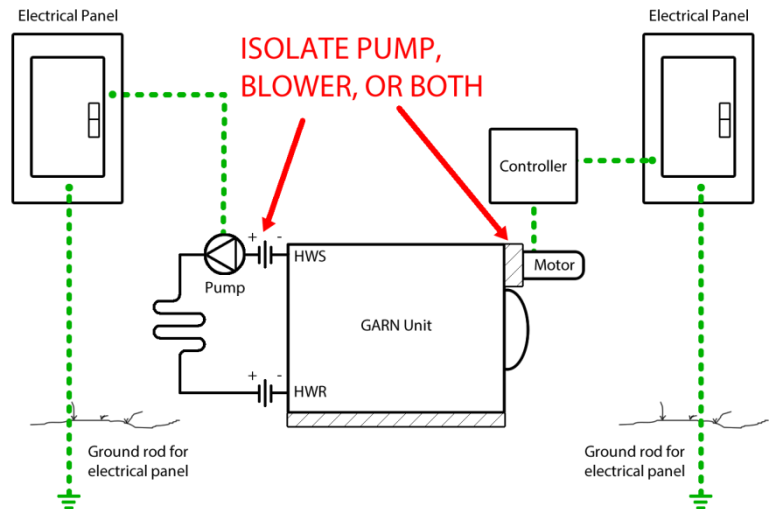 Electrical Panel
Electrical Panel
ISOLATE PUMP,
BLOWER, OR BOTH
Controller
+ -
HWS
Motor
Pump
GARN Unit
+ -
HWR
Ground rod for
electrical panel
Ground rod for
electrical panel